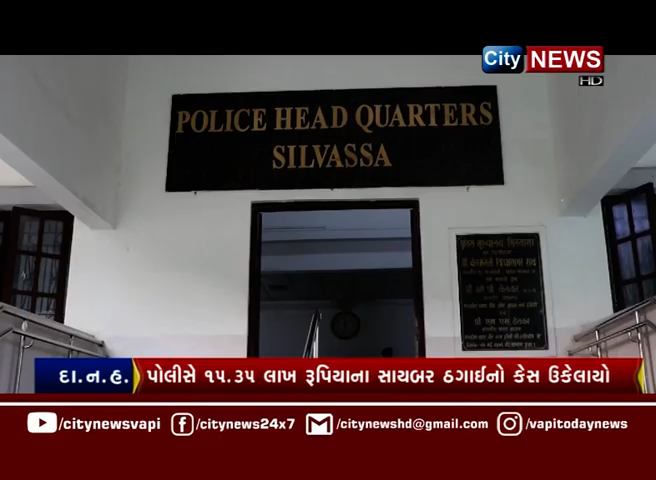 City NEWS
HD
POLICE HEAD QUARTERS
SILVASSA
દા.ન.હ. પોલીસે ૧૫.૩૫ લાખ રૂપિયાના સાયબર ઠગાઈનો કેસ ઉકેલાયો
/citynewsvapi /citynews24x7 /citynewshd@gmail.com /vapitodaynews